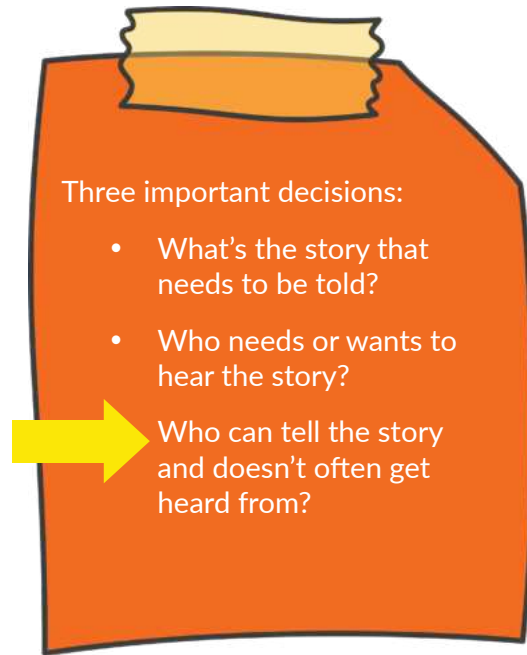 Three important decisions:
• What’s the story that
needs to be told?
• Who needs or wants to
hear the story?
Who can tell the story
and doesn’t often get
heard from?